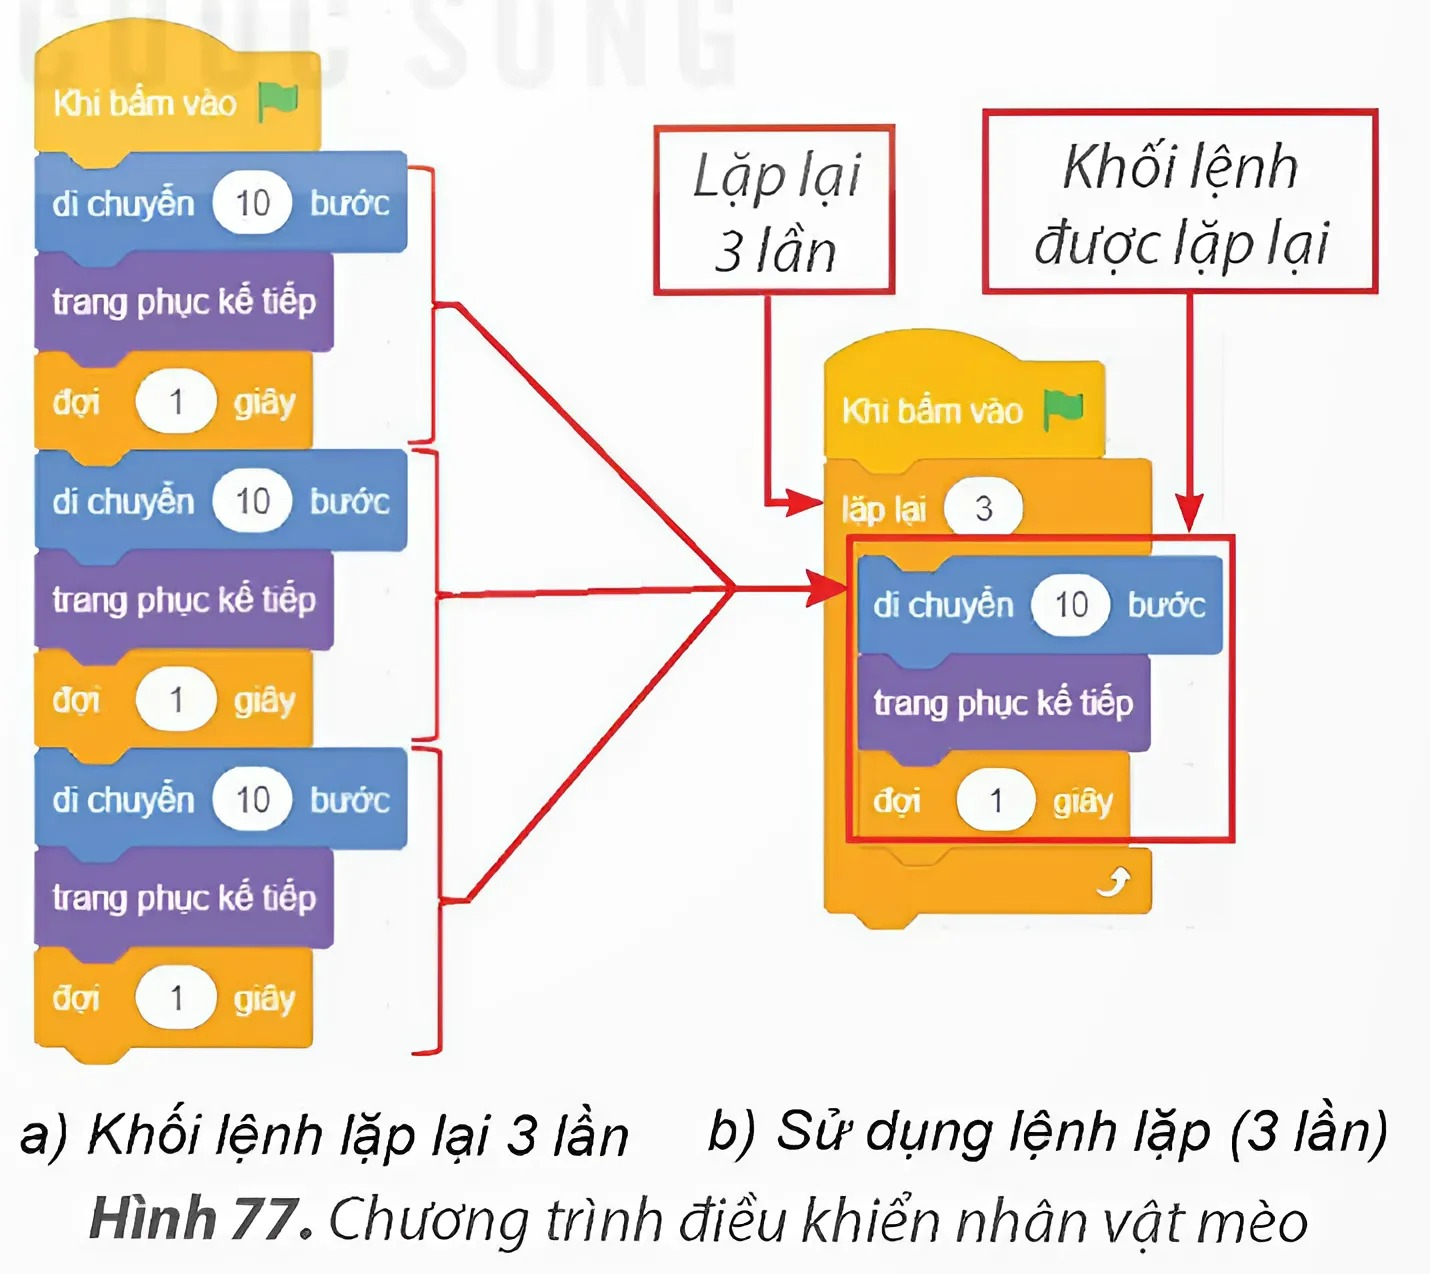 CUỘC SỐNG
Khi bấm vào
di chuyển 10 bước
trang phục kế tiếp
đợi 1 giây
di chuyển 10 bước
trang phục kế tiếp
đợi 1 giây
di chuyển 10 bước
trang phục kế tiếp
đợi 1 giây
Lặp lại
3 lần
Khối lệnh
được lặp lại
Khi bấm vào
lặp lại 3
di chuyển 10 bước
trang phục kế tiếp
đợi 1 giây
a) Khối lệnh lặp lại 3 lần
b) Sử dụng lệnh lặp (3 lần)
Hình 77. Chương trình điều khiển nhân vật mèo